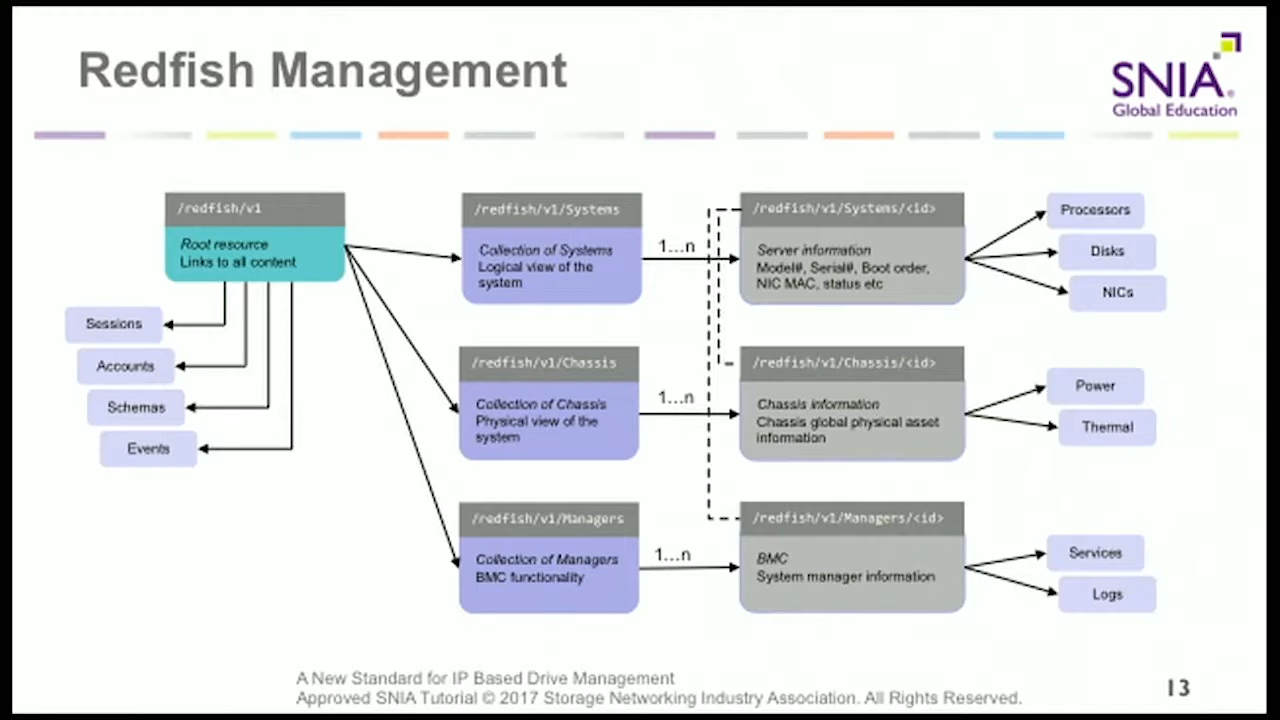 Redfish Management
SNIA
Global Education
/redfish/v1
Root resource
Links to all content
Sessions
Accounts
Schemas
Events
/redfish/v1/Systems
Collection of Systems
Logical view of the
system
1...n
/redfish/v1/Systems/<id>
Server information
Model#, Serial#, Boot order,
NIC MAC, status etc
Processors
Disks
NICs
/redfish/v1/Chassis
Collection of Chassis
Physical view of the
system
1...n
/redfish/v1/Chassis/<id>
Chassis information
Chassis global physical asset
information
Power
Thermal
/redfish/v1/Managers
Collection of Managers
BMC functionality
1...n
/redfish/v1/Managers/<id>
BMC
System manager information
Services
Logs
A New Standard for IP Based Drive Management
Approved SNIA Tutorial © 2017 Storage Networking Industry Association. All Rights Reserved.
13